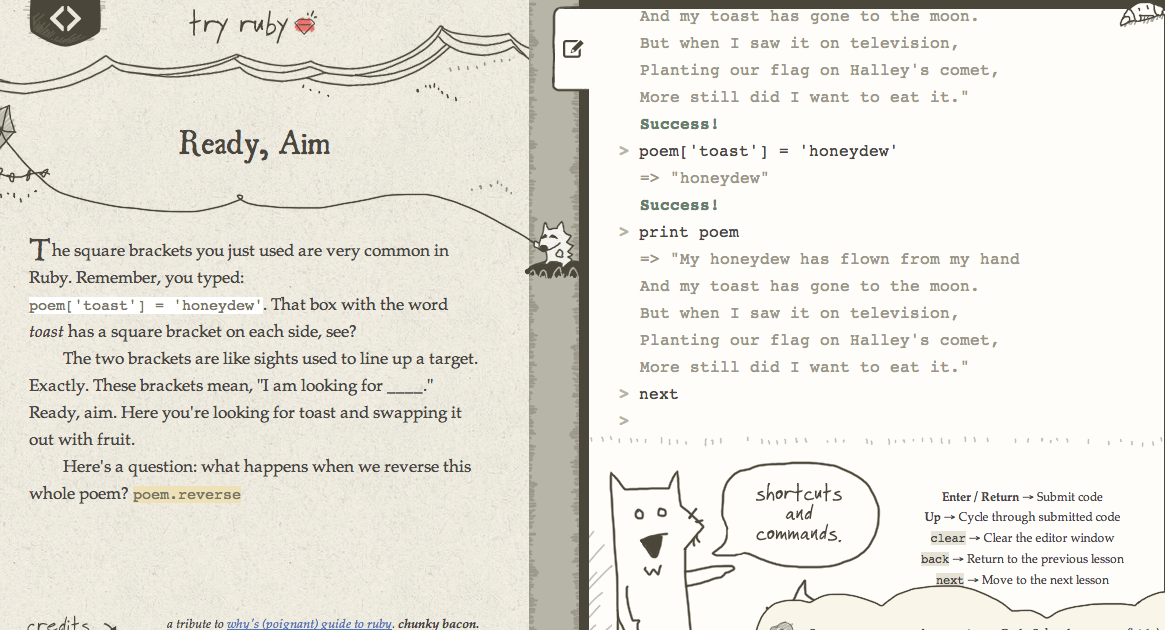 try ruby
Ready, Aim
The square brackets you just used are very common in
Ruby. Remember, you typed:
poem['toast'] = 'honeydew'. That box with the word
toast has a square bracket on each side, see?
The two brackets are like sights used to line up a target.
Exactly. These brackets mean, "I am looking for ____."
Ready, aim. Here you're looking for toast and swapping it
out with fruit.
Here's a question: what happens when we reverse this
whole poem? poem.reverse
credits
a tribute to why's (poignant) guide to ruby. chunky bacon.
And my toast has gone to the moon.
But when I saw it on television,
Planting our flag on Halley's comet,
More still did I want to eat it."
Success!
> poem['toast'] = 'honeydew'
=> "honeydew"
Success!
> print poem
=> "My honeydew has flown from my hand
And my toast has gone to the moon.
But when I saw it on television,
Planting our flag on Halley's comet,
More still did I want to eat it."
> next
>
shortcuts
and
commands.
Enter / Return → Submit code
Up → Cycle through submitted code
clear → Clear the editor window
back → Return to the previous lesson
next → Move to the next lesson